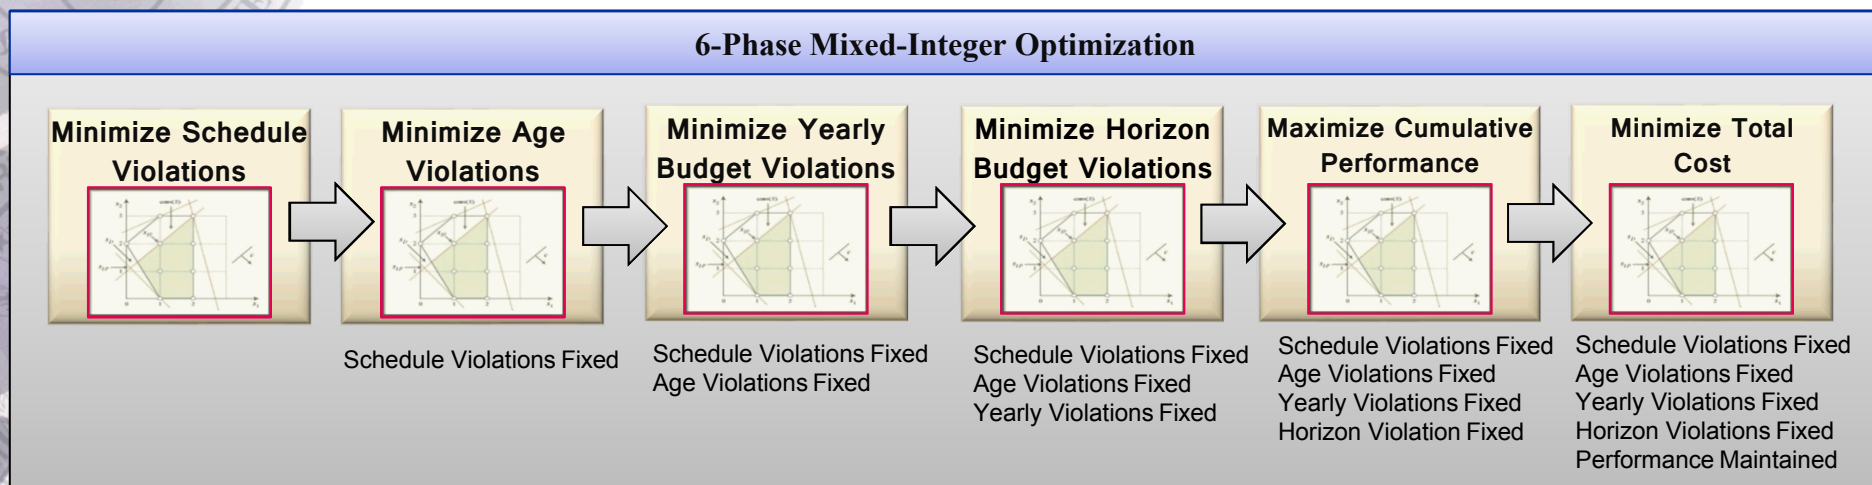 6-Phase Mixed-Integer Optimization
Minimize Schedule
Violations
Minimize Age
Violations
Minimize Yearly
Budget Violations
Minimize Horizon
Budget Violations
Maximize Cumulative
Performance
Minimize Total
Cost
Schedule Violations Fixed
Schedule Violations Fixed
Age Violations Fixed
Schedule Violations Fixed
Age Violations Fixed
Yearly Violations Fixed
Schedule Violations Fixed
Age Violations Fixed
Yearly Violations Fixed
Horizon Violation Fixed
Schedule Violations Fixed
Age Violations Fixed
Yearly Violations Fixed
Horizon Violations Fixed
Performance Maintained